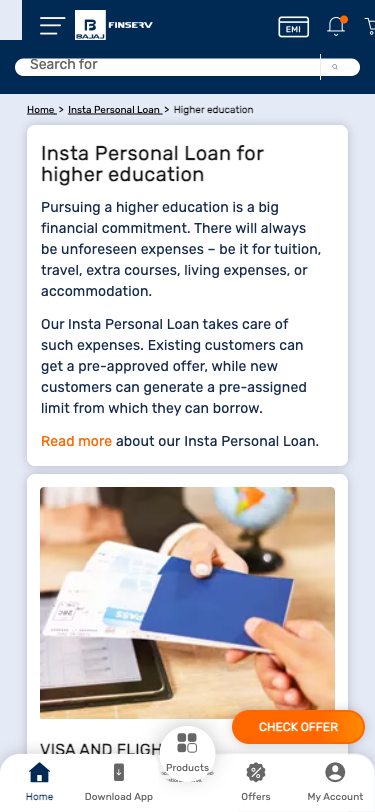 BAJAJ
FINSERV
EMI
Search for
Home > Insta Personal Loan > Higher education
Insta Personal Loan for
higher education
Pursuing a higher education is a big
financial commitment. There will always
be unforeseen expenses – be it for tuition,
travel, extra courses, living expenses, or
accommodation.
Our Insta Personal Loan takes care of
such expenses. Existing customers can
get a pre-approved offer, while new
customers can generate a pre-assigned
limit from which they can borrow.
Read more about our Insta Personal Loan.
CHECK OFFER
VISA AND FLIGH
Products
Home
Download App
Offers
My Account